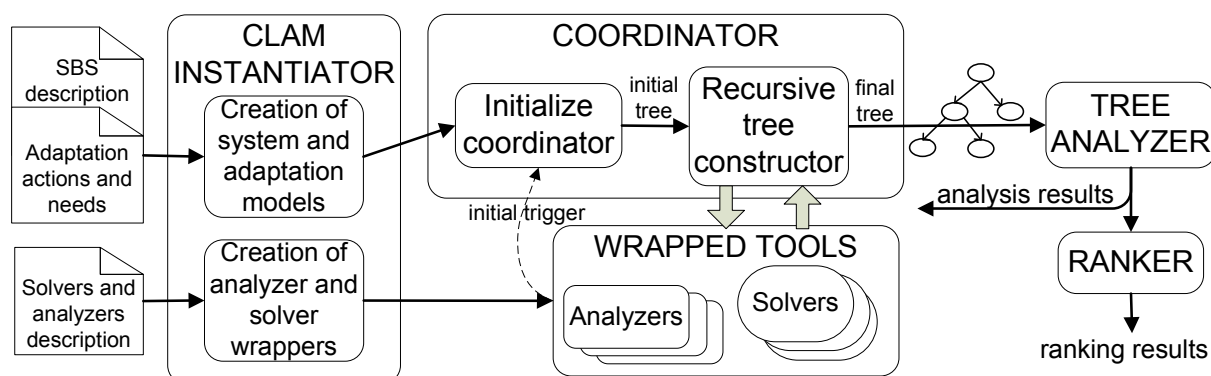 SBS
description
Adaptation
actions and
needs
Solvers and
analyzers
description
CLAM
INSTANTIATOR
Creation of
system and
adaptation
models
Creation of
analyzer and
solver
wrappers
COORDINATOR
Initialize
coordinator
initial
tree
Recursive
tree
constructor
final
tree
initial trigger
WRAPPED TOOLS
Analyzers
Solvers
TREE
ANALYZER
analysis results
RANKER
ranking results